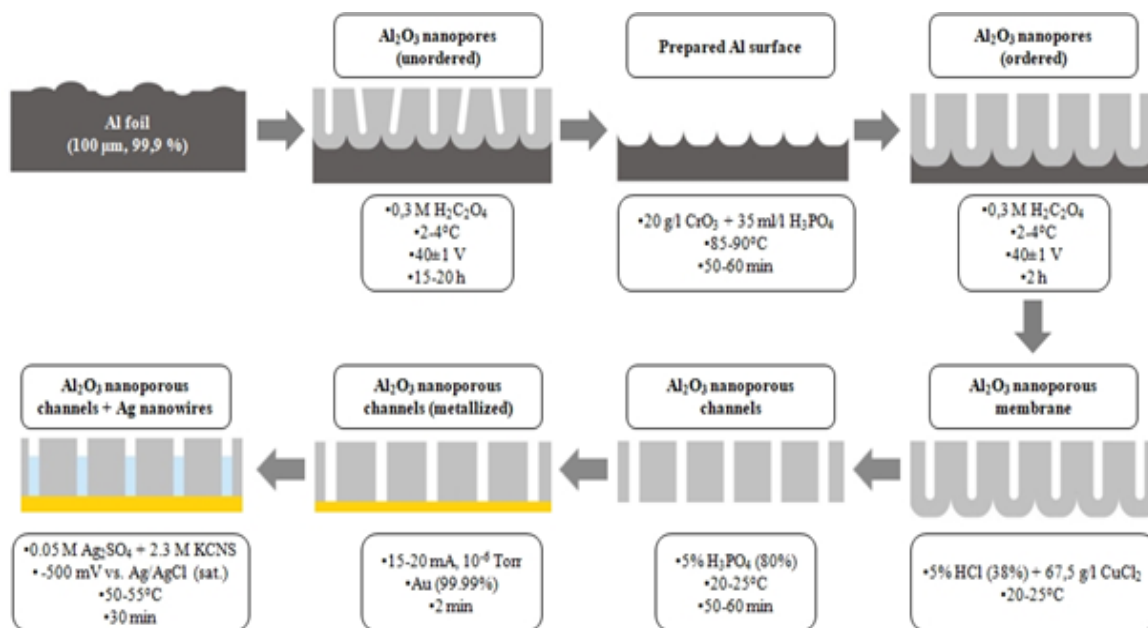 Al₂O₃ nanopores
(unordered)
Prepared Al surface
Al₂O₃ nanopores
(ordered)
Al foil
(100 µm, 99,9 %)
•0,3 M H₂C₂O₄
•2-4°C
•40±1 V
•15-20 h
•20 g/l CrO₃ + 35 ml/l H₃PO₄
•85-90°C
•50-60 min
•0,3 M H₂C₂O₄
•2-4°C
•40±1 V
•2 h
Al₂O₃ nanoporous
channels + Ag nanowires
Al₂O₃ nanoporous
channels (metallized)
Al₂O₃ nanoporous
channels
Al₂O₃ nanoporous
membrane
•0.05 M Ag₂SO₄ + 2.3 M KCNS
•-500 mV vs. Ag/AgCl (sat.)
•50-55°C
•30 min
•15-20 mA, 10⁻⁶ Torr
•Au (99.99%)
•2 min
•5% H₃PO₄ (80%)
•20-25°C
•50-60 min
•5% HCl (38%) + 67,5 g/l CuCl₂
•20-25°C